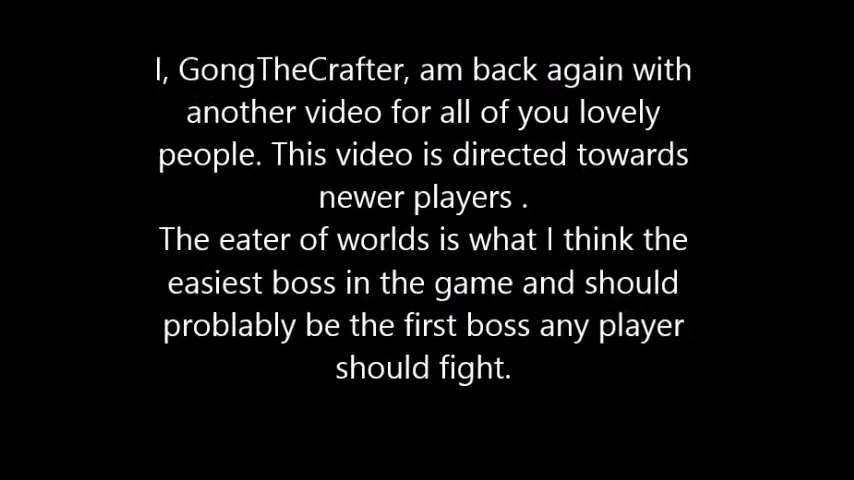 I, GongTheCrafter, am back again with
another video for all of you lovely
people. This video is directed towards
newer players .
The eater of worlds is what I think the
easiest boss in the game and should
problably be the first boss any player
should fight.